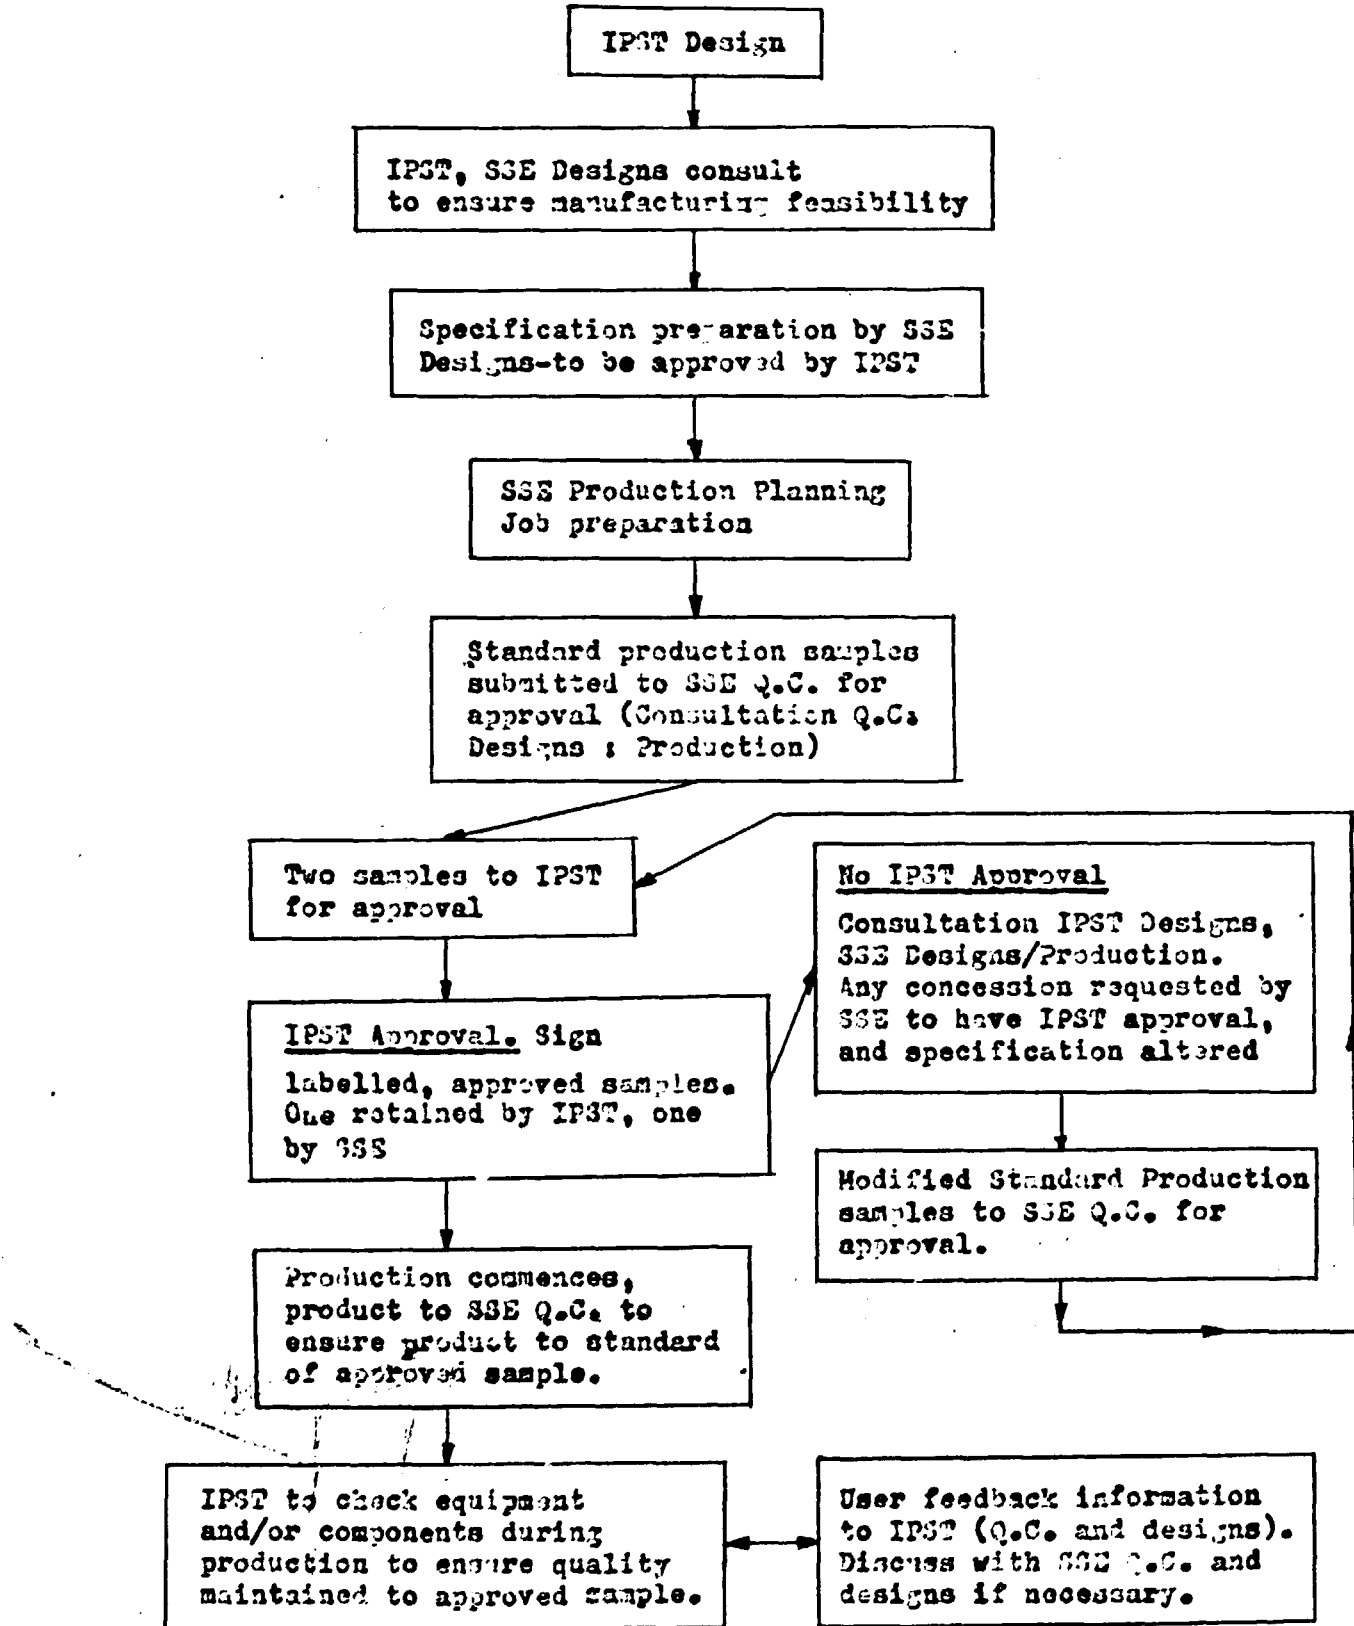 IPST Design
IPST, SSE Designs consult
to ensure manufacturing feasibility
Specification preparation by SSE
Designs-to be approved by IPST
SSE Production Planning
Job preparation
Standard production samples
submitted to SSE Q.C. for
approval (Consultation Q.C:
Designs : Production)
Two samples to IPST
for approval
IPST Approval. Sign
labelled, approved samples.
One retained by IPST, one
by SSE
No IPST Approval
Consultation IPST Designs,
SSE Designs/Production.
Any concession requested by
SSE to have IPST approval,
and specification altered
Modified Standard Production
samples to SSE Q.C. for
approval.
Production commences,
product to SSE Q.C. to
ensure product to standard
of approved sample.
IPST to check equipment
and/or components during
production to ensure quality
maintained to approved sample.
User feedback information
to IPST (Q.C. and designs).
Discuss with SSE Q.C. and
designs if necessary.